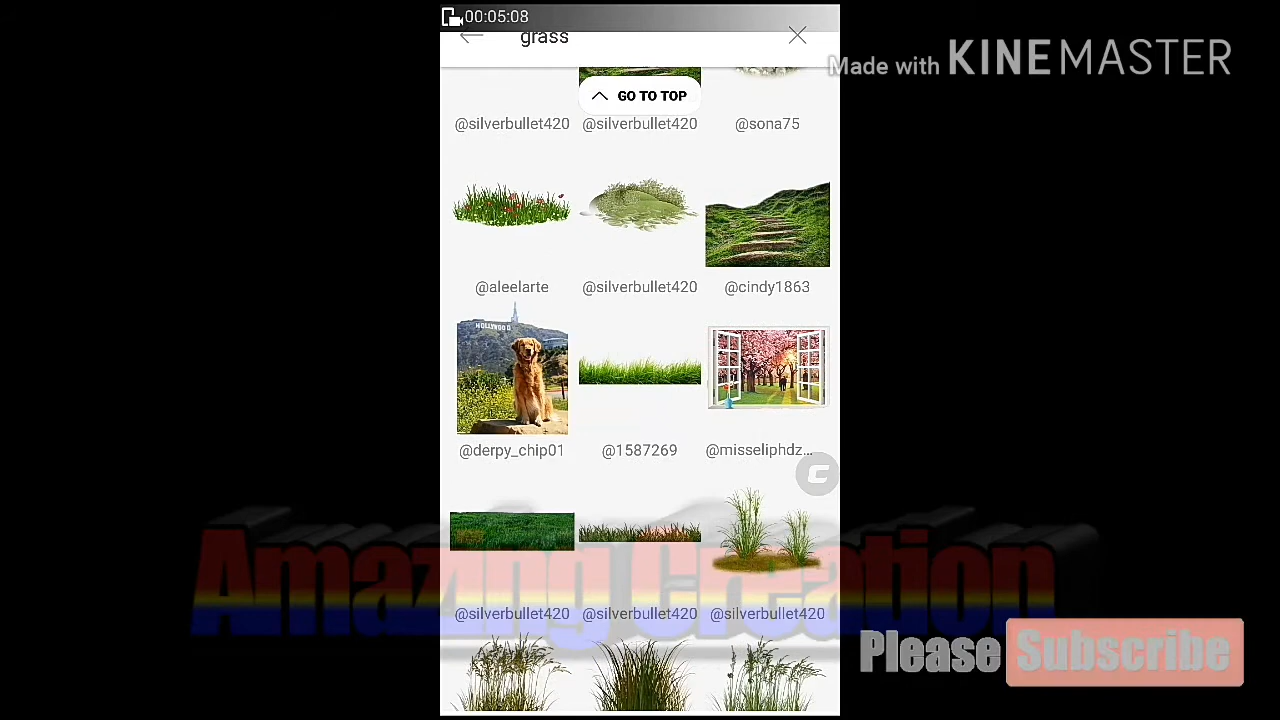 00:05:08
grass
Made with KINEMASTER
GO TO TOP
@silverbullet420 @silverbullet420 @sona75
@aleelarte @silverbullet420 @cindy1863
HOLLYWOOD
@derpy_chip01 @1587269 @misseliphdz...
Amazing Creation
@silverbullet420 @silverbullet420 @silverbullet420
Please Subscribe